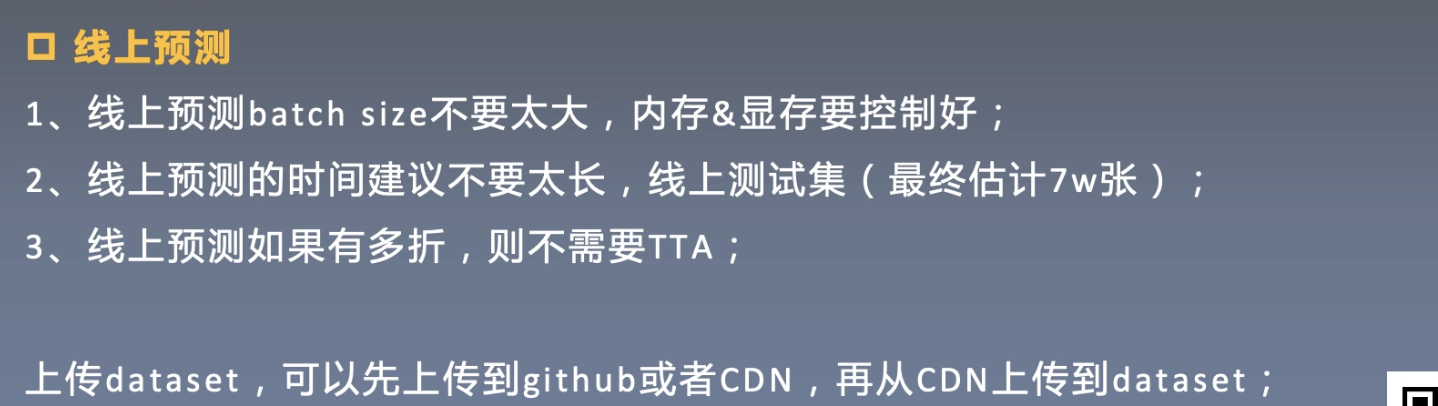 口 线上预测
1、线上预测batch size不要太大，内存&显存要控制好；
2、线上预测的时间建议不要太长，线上测试集（最终估计7w张）；
3、线上预测如果有多折，则不需要TTA；
上传dataset，可以先上传到github或者CDN，再从CDN上传到dataset；